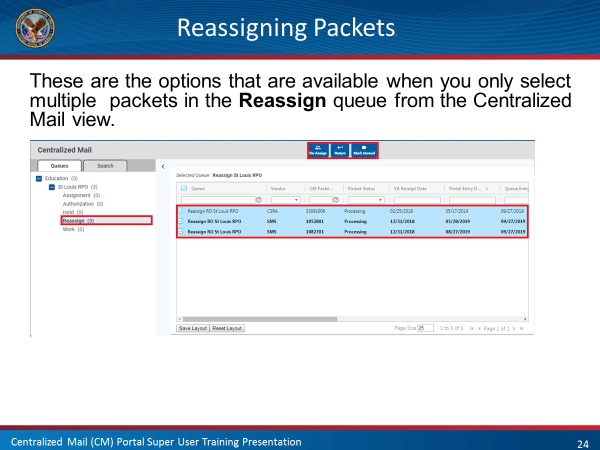 Reassigning Packets
These are the options that are available when you only select
multiple packets in the Reassign queue from the Centralized
Mail view.
Centralized Mail
Re-Assign Return Mark Unread
Queues Search
Selected Queue: Reassign St Louis RPO
Education (3)
St Louis RPO (3)
Assignment (0)
Authorization (0)
Hold (0)
Reassign (3)
Work (0)
Queue Vendor CM Packe... Packet Status VA Receipt Date Portal Entry D... Queue Entry
Reassign RO St Louis RPO CSRA 33091006 Processing 02/25/2018 05/17/2019 09/27/2019
Reassign RO St Louis RPO SMS 1052801 Processing 12/31/2018 05/28/2019 09/27/2019
Reassign RO St Louis RPO SMS 1082701 Processing 12/31/2018 08/27/2019 09/27/2019
Save Layout Reset Layout Page Size 25 1 to 3 of 3 Page 1 of 1
Centralized Mail (CM) Portal Super User Training Presentation
24